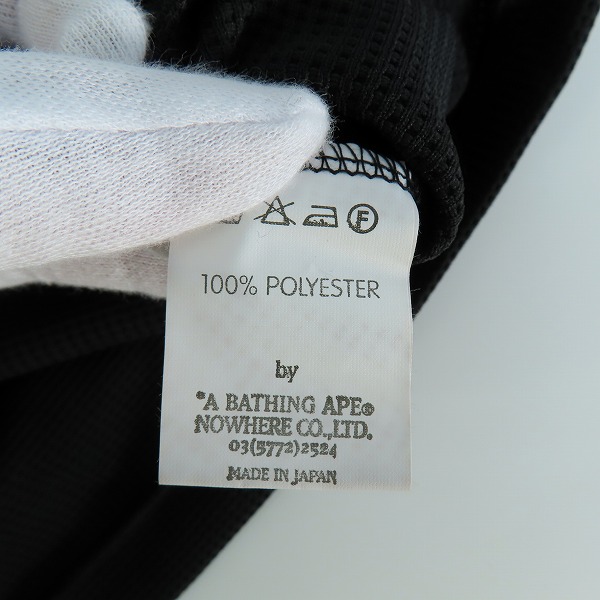 F
100% POLYESTER
by
"A BATHING APE®
NOWHERE CO.,LTD.
03(5772)2524
MADE IN JAPAN